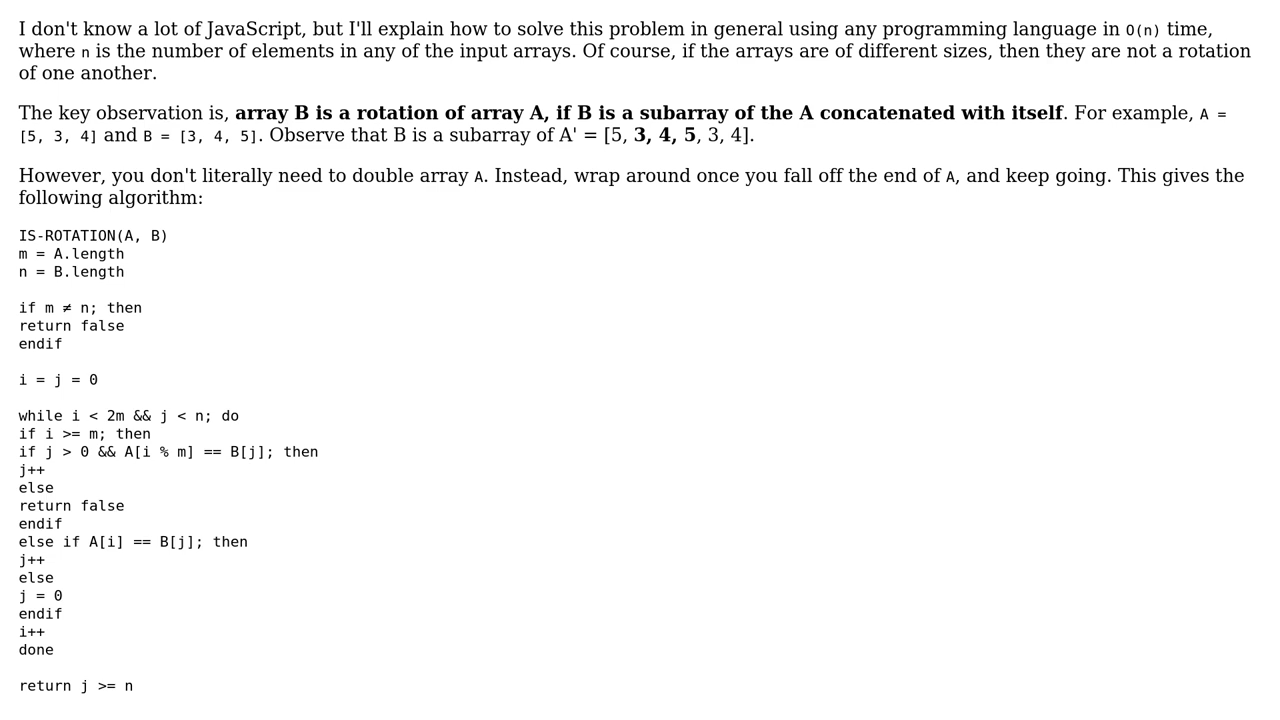 I don't know a lot of JavaScript, but I'll explain how to solve this problem in general using any programming language in O(n) time,
where n is the number of elements in any of the input arrays. Of course, if the arrays are of different sizes, then they are not a rotation
of one another.
The key observation is, array B is a rotation of array A, if B is a subarray of the A concatenated with itself. For example, A =
[5, 3, 4] and B = [3, 4, 5]. Observe that B is a subarray of A' = [5, 3, 4, 5, 3, 4].
However, you don't literally need to double array A. Instead, wrap around once you fall off the end of A, and keep going. This gives the
following algorithm:
IS-ROTATION(A, B)
m = A.length
n = B.length
if m ≠ n; then
return false
endif
i = j = 0
while i < 2m && j < n; do
if i >= m; then
if j > 0 && A[i % m] == B[j]; then
j++
else
return false
endif
else if A[i] == B[j]; then
j++
else
j = 0
endif
i++
done
return j >= n